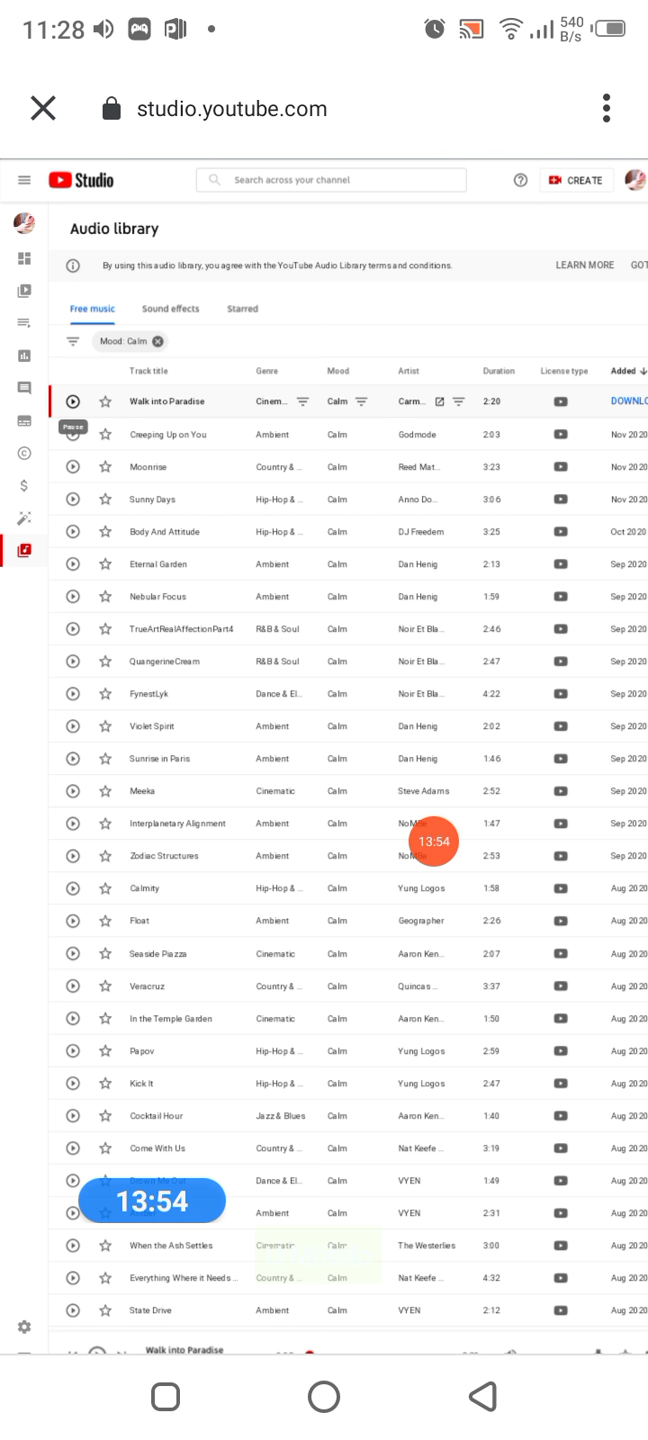 11:28 540 B/s
studio.youtube.com
Studio Search across your channel CREATE
Audio library
By using this audio library, you agree with the YouTube Audio Library terms and conditions. LEARN MORE GOT
Free music Sound effects Starred
Mood: Calm
Track title Genre Mood Artist Duration License type Added
Walk into Paradise Cinem... Calm Carm... 2:20 DOWNLO
Pause
Creeping Up on You Ambient Calm Godmode 2:03 Nov 2020
Moonrise Country & ... Calm Reed Mat... 3:23 Nov 2020
Sunny Days Hip-Hop & ... Calm Anno Do... 3:06 Nov 2020
Body And Attitude Hip-Hop & ... Calm DJ Freedem 3:25 Oct 2020
Eternal Garden Ambient Calm Dan Henig 2:13 Sep 2020
Nebular Focus Ambient Calm Dan Henig 1:59 Sep 2020
TrueArtRealAffectionPart4 R&B & Soul Calm Noir Et Bla... 2:46 Sep 2020
QuangerineCream R&B & Soul Calm Noir Et Bla... 2:47 Sep 2020
FynestLyk Dance & El... Calm Noir Et Bla... 4:22 Sep 2020
Violet Spirit Ambient Calm Dan Henig 2:02 Sep 2020
Sunrise in Paris Ambient Calm Dan Henig 1:46 Sep 2020
Meeka Cinematic Calm Steve Adams 2:52 Sep 2020
Interplanetary Alignment Ambient Calm 1:47 Sep 2020
13:54
Zodiac Structures Ambient Calm 2:53 Sep 2020
Calmity Hip-Hop & ... Calm Yung Logos 1:58 Aug 2020
Float Ambient Calm Geographer 2:26 Aug 2020
Seaside Piazza Cinematic Calm Aaron Ken... 2:07 Aug 2020
Veracruz Country & ... Calm Quincas ... 3:37 Aug 2020
In the Temple Garden Cinematic Calm Aaron Ken... 1:50 Aug 2020
Papov Hip-Hop & ... Calm Yung Logos 2:59 Aug 2020
Kick It Hip-Hop & ... Calm Yung Logos 2:47 Aug 2020
Cocktail Hour Jazz & Blues Calm Aaron Ken... 1:40 Aug 2020
Come With Us Country & ... Calm Nat Keefe ... 3:19 Aug 2020
Dance & El... Calm VYEN 1:49 Aug 2020
13:54
Ambient Calm VYEN 2:31 Aug 2020
When the Ash Settles Cinematic Calm The Westerlies 3:00 Aug 2020
Everything Where it Needs ... Country & ... Calm Nat Keefe ... 4:32 Aug 2020
State Drive Ambient Calm VYEN 2:12 Aug 2020
Walk into Paradise